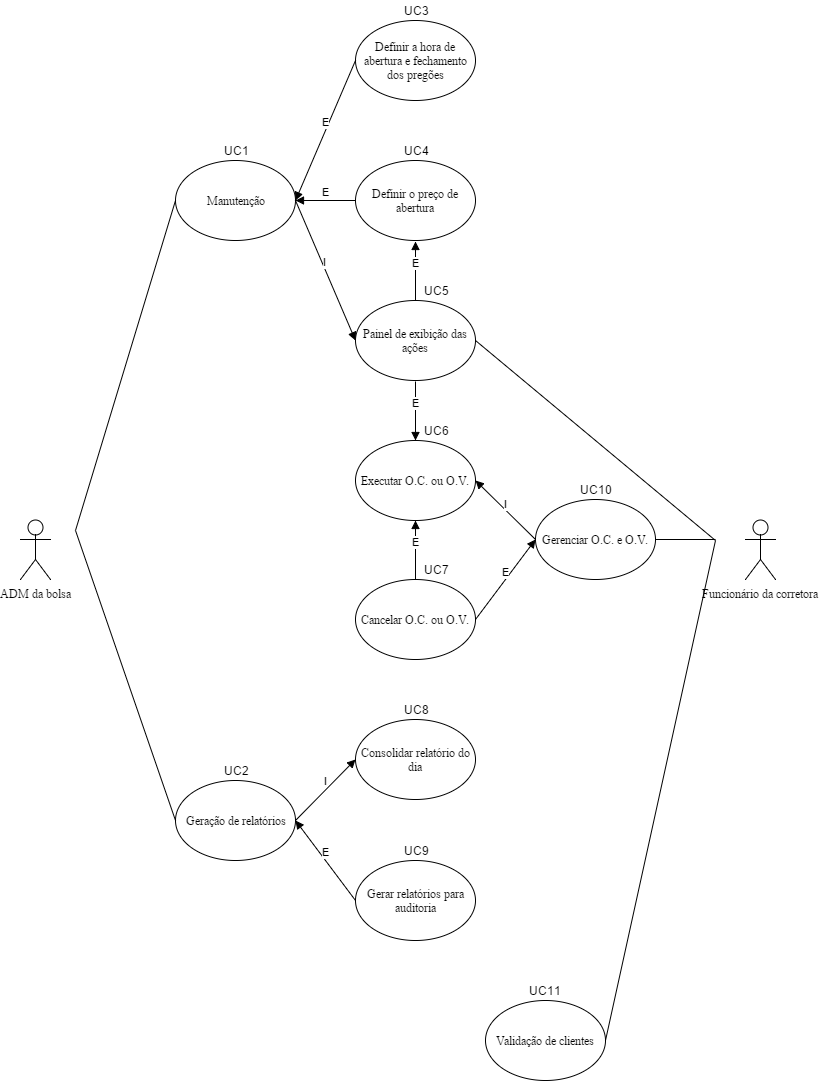 UC3
Definir a hora de
abertura e fechamento
dos pregões
E
UC1
Manutenção
E
UC4
Definir o preço de
abertura
I
E
UC5
Painel de exibição das
ações
E
UC6
Executar O.C. ou O.V.
I
UC10
Gerenciar O.C. e O.V.
E
E
UC7
Cancelar O.C. ou O.V.
ADM da bolsa
Funcionário da corretora
UC8
Consolidar relatório do
dia
UC2
Geração de relatórios
I
E
UC9
Gerar relatórios para
auditoria
UC11
Validação de clientes